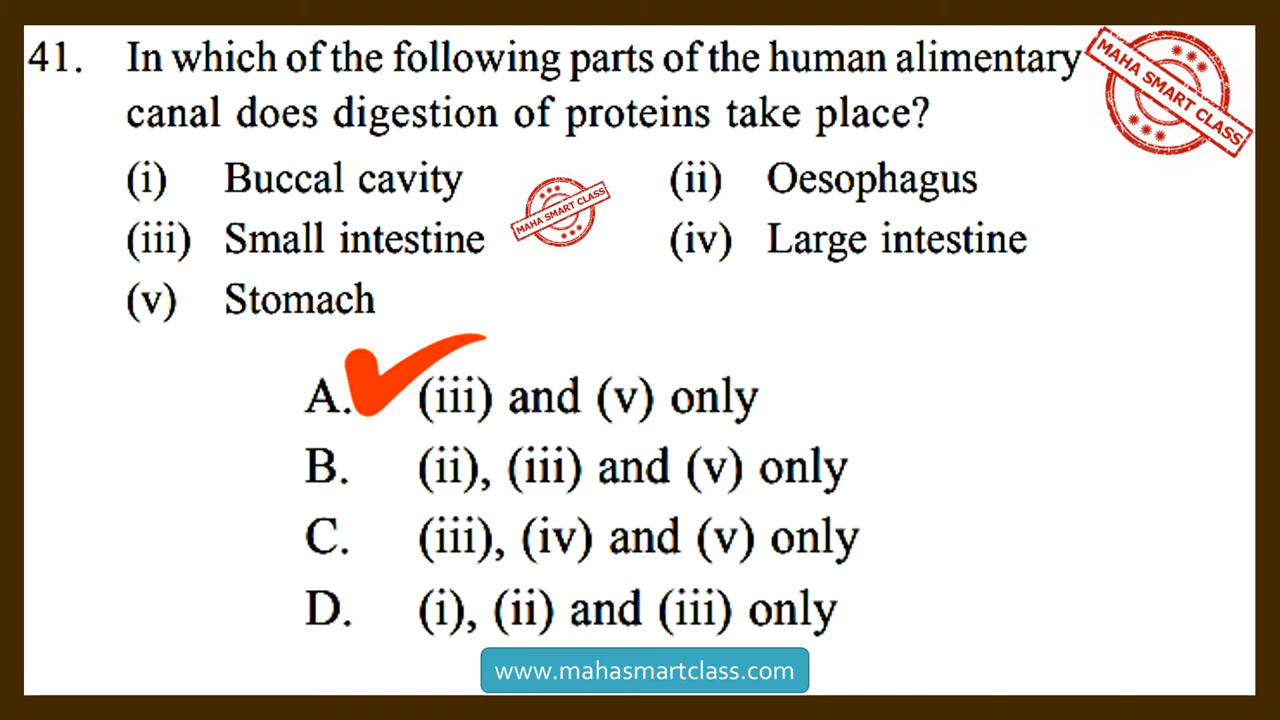 41. In which of the following parts of the human alimentary
canal does digestion of proteins take place?
MAHA SMART CLASS
(i) Buccal cavity (ii) Oesophagus
MAHA SMART CLASS
(iii) Small intestine (iv) Large intestine
(v) Stomach
A. (iii) and (v) only
B. (ii), (iii) and (v) only
C. (iii), (iv) and (v) only
D. (i), (ii) and (iii) only
www.mahasmartclass.com